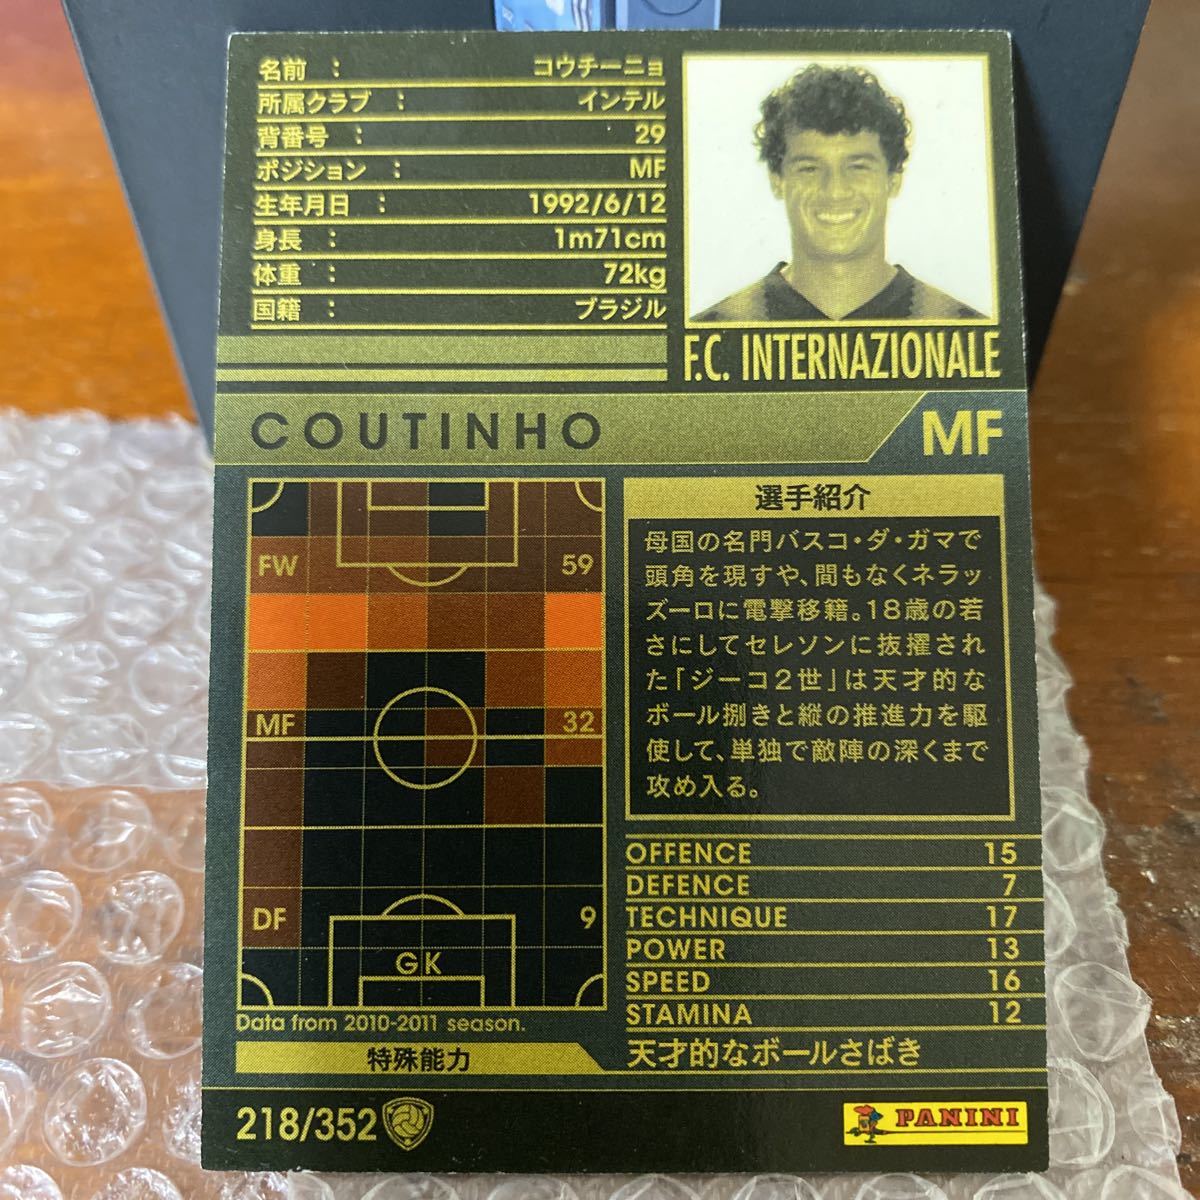 名前 : コウチーニョ
所属クラブ : インテル
背番号 : 29
ポジション : MF
生年月日 : 1992/6/12
身長 : 1m71cm
体重 : 72kg
国籍 : ブラジル
F.C. INTERNAZIONALE
COUTINHO
MF
FW 59
MF 32
DF 9
GK
Data from 2010-2011 season.
選手紹介
母国の名門バスコ・ダ・ガマで
頭角を現すや、間もなくネラッ
ズーロに電撃移籍。18歳の若
さにしてセレソンに抜擢され
た「ジーコ2世」は天才的な
ボール捌きと縦の推進力を駆
使して、単独で敵陣の深くまで
攻め入る。
OFFENCE 15
DEFENCE 7
TECHNIQUE 17
POWER 13
SPEED 16
STAMINA 12
特殊能力
天才的なボールさばき
218/352
PANINI